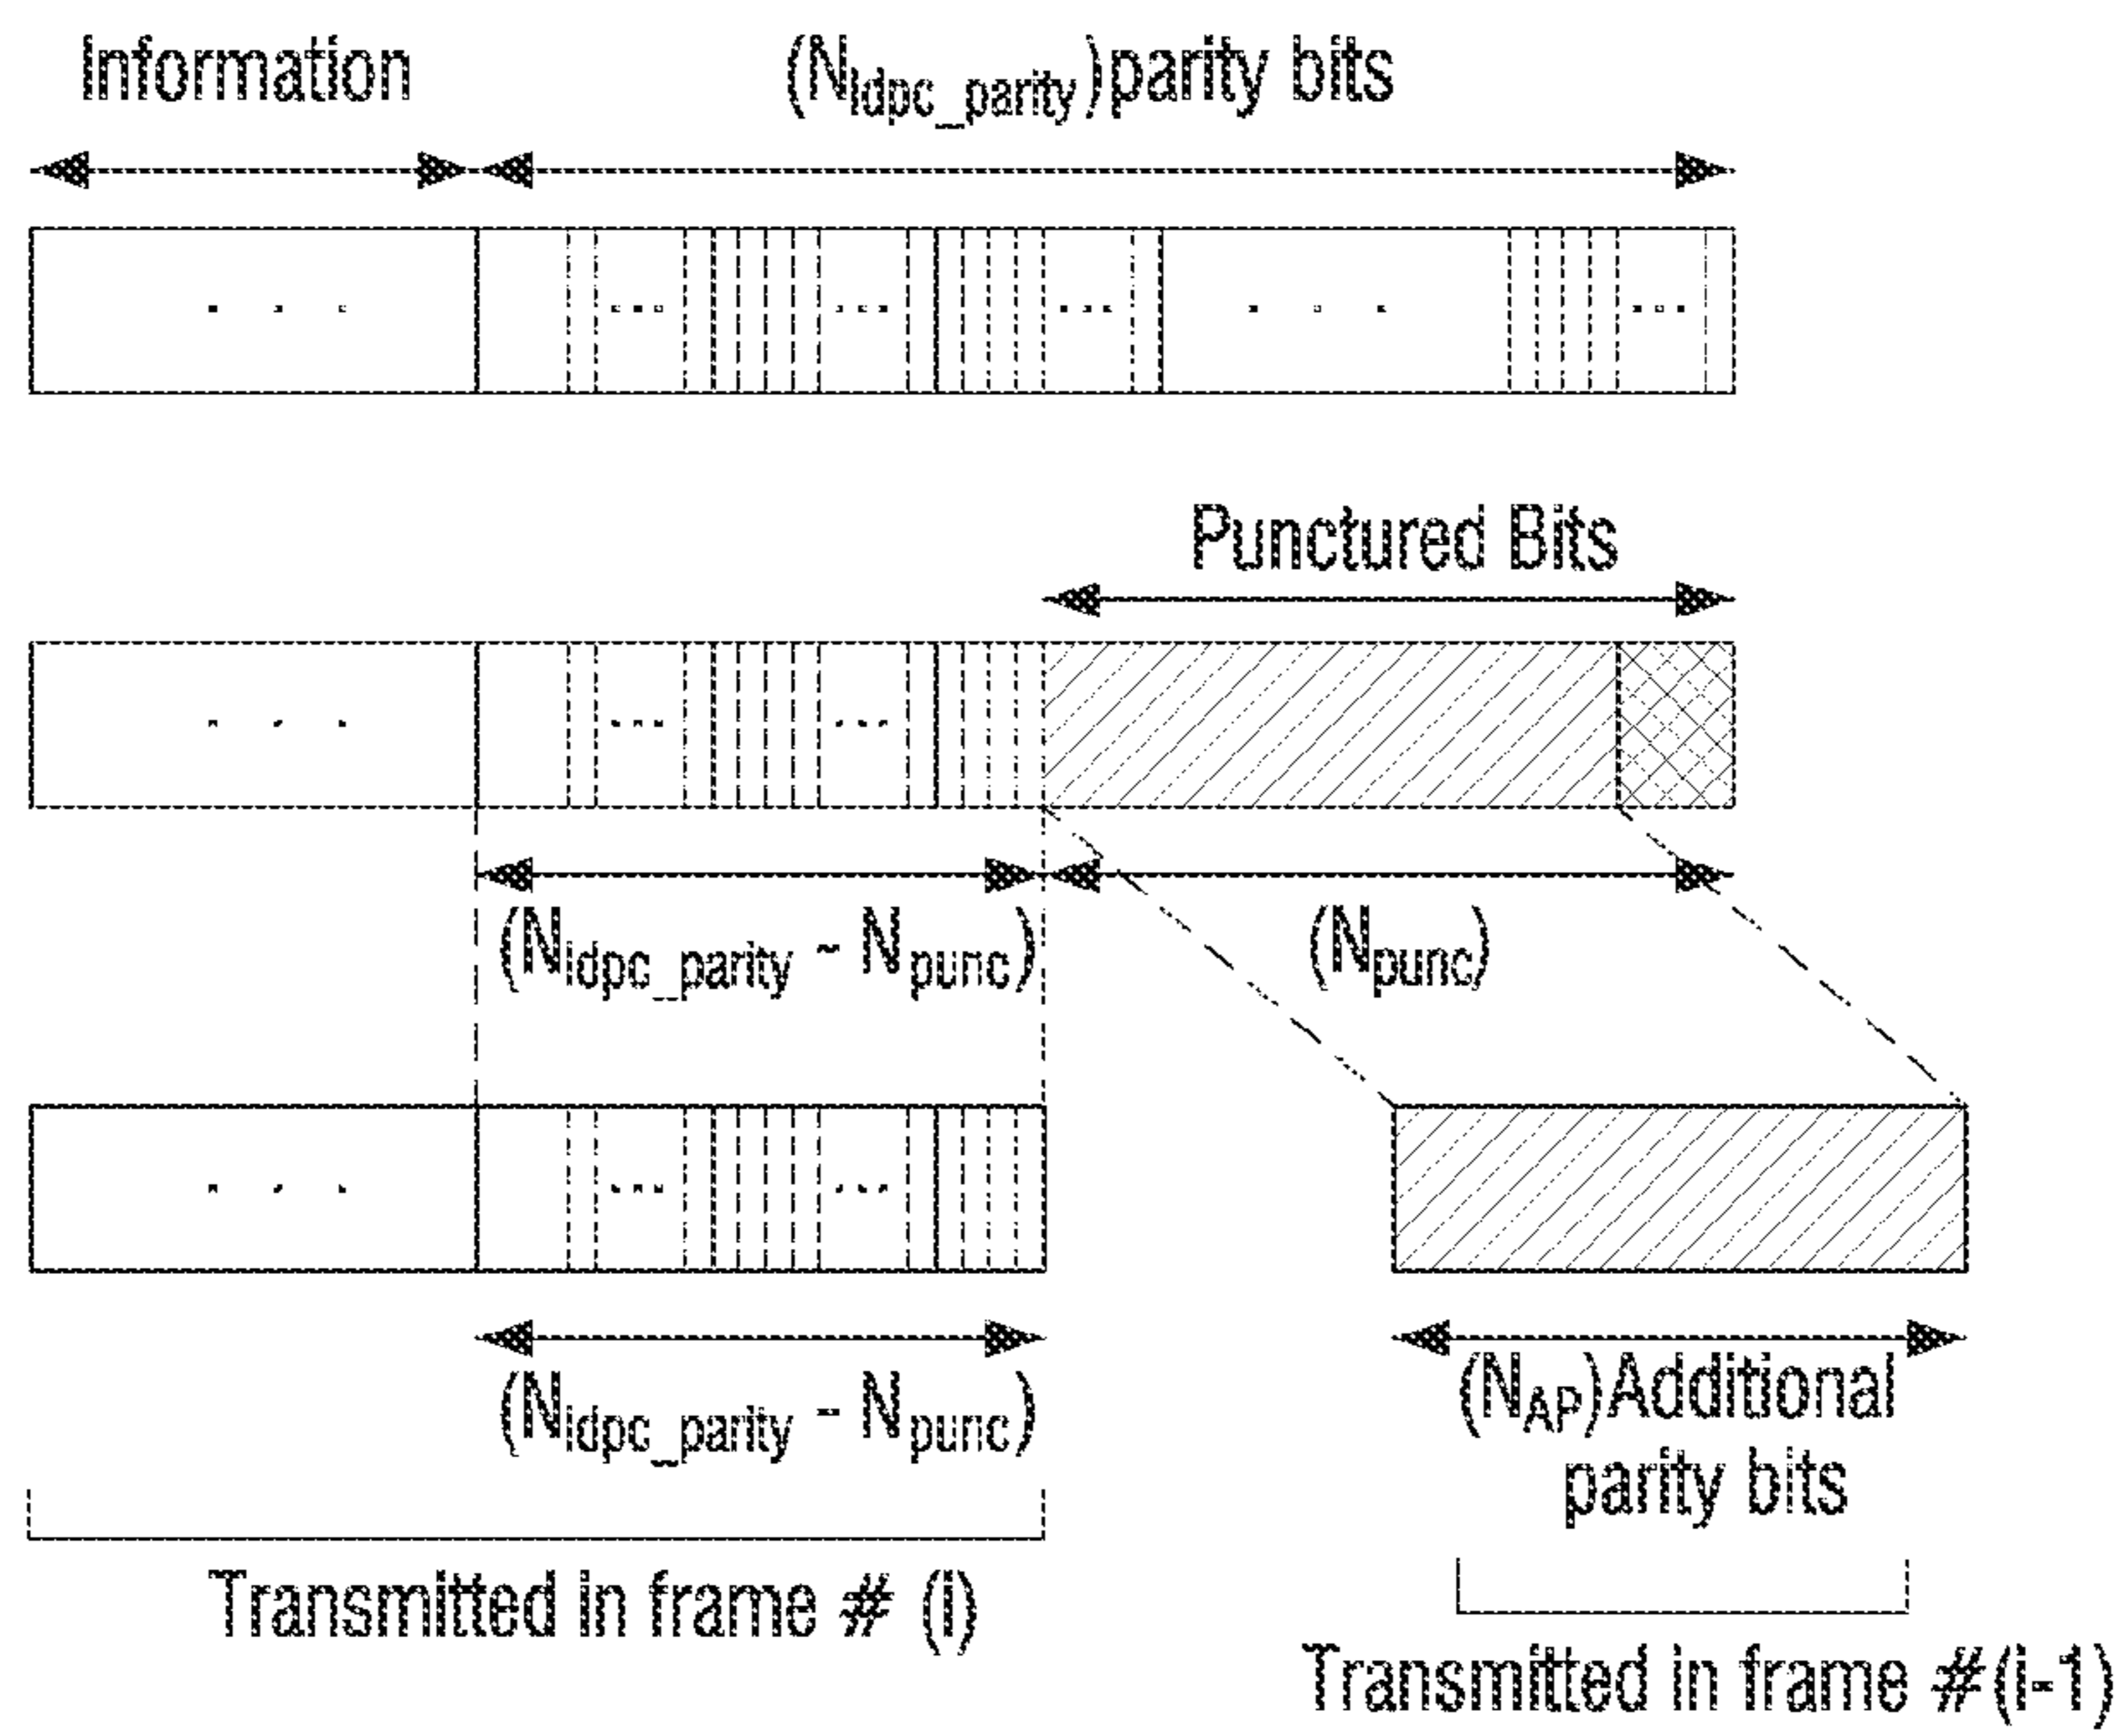 Information
(Nldpc_parity)parity bits
Punctured Bits
(Nldpc_parity - Npunc)
(Npunc)
(Nldpc_parity - Npunc)
(NAP)Additional
parity bits
Transmitted in frame # (i)
Transmitted in frame #(i-1)